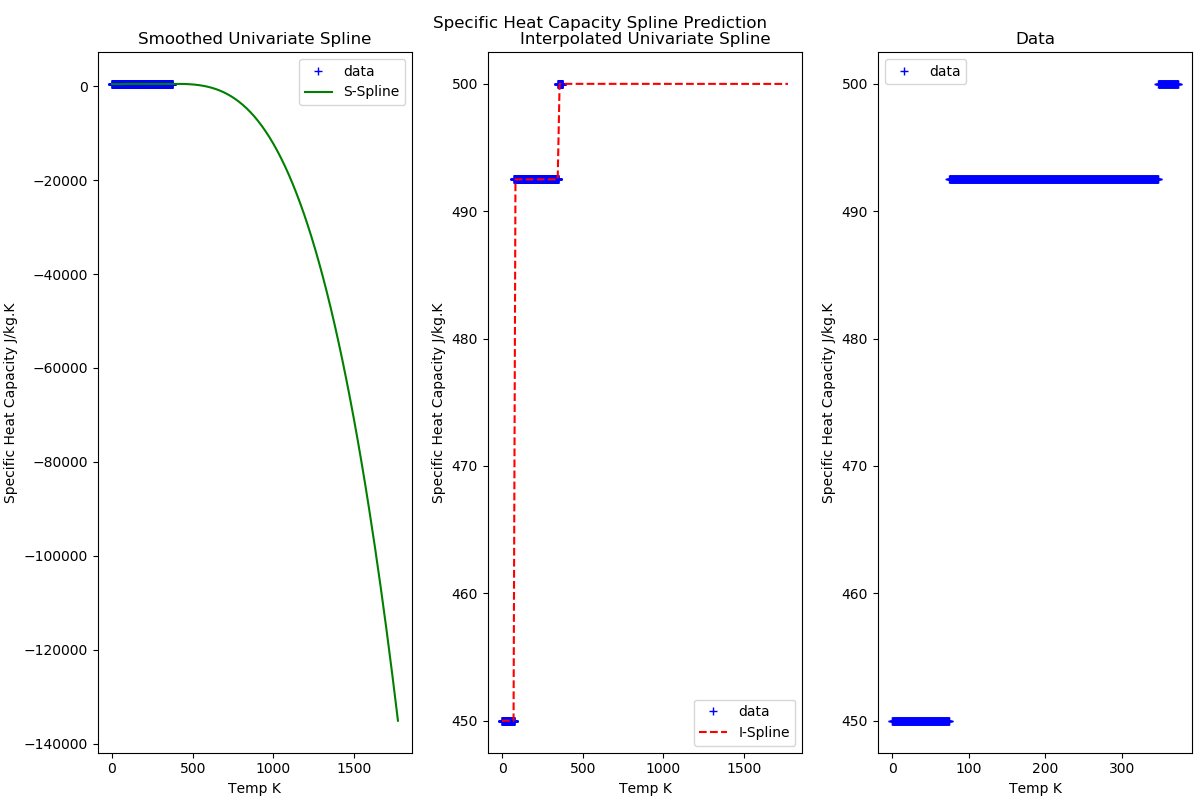 Specific Heat Capacity Spline Prediction
Smoothed Univariate Spline
Specific Heat Capacity J/kg.K
0
−20000
−40000
−60000
−80000
−100000
−120000
−140000
data
S-Spline
0
500
1000
1500
Temp K
Interpolated Univariate Spline
Specific Heat Capacity J/kg.K
500
490
480
470
460
450
data
I-Spline
0
500
1000
1500
Temp K
Data
Specific Heat Capacity J/kg.K
500
490
480
470
460
450
data
0
100
200
300
Temp K